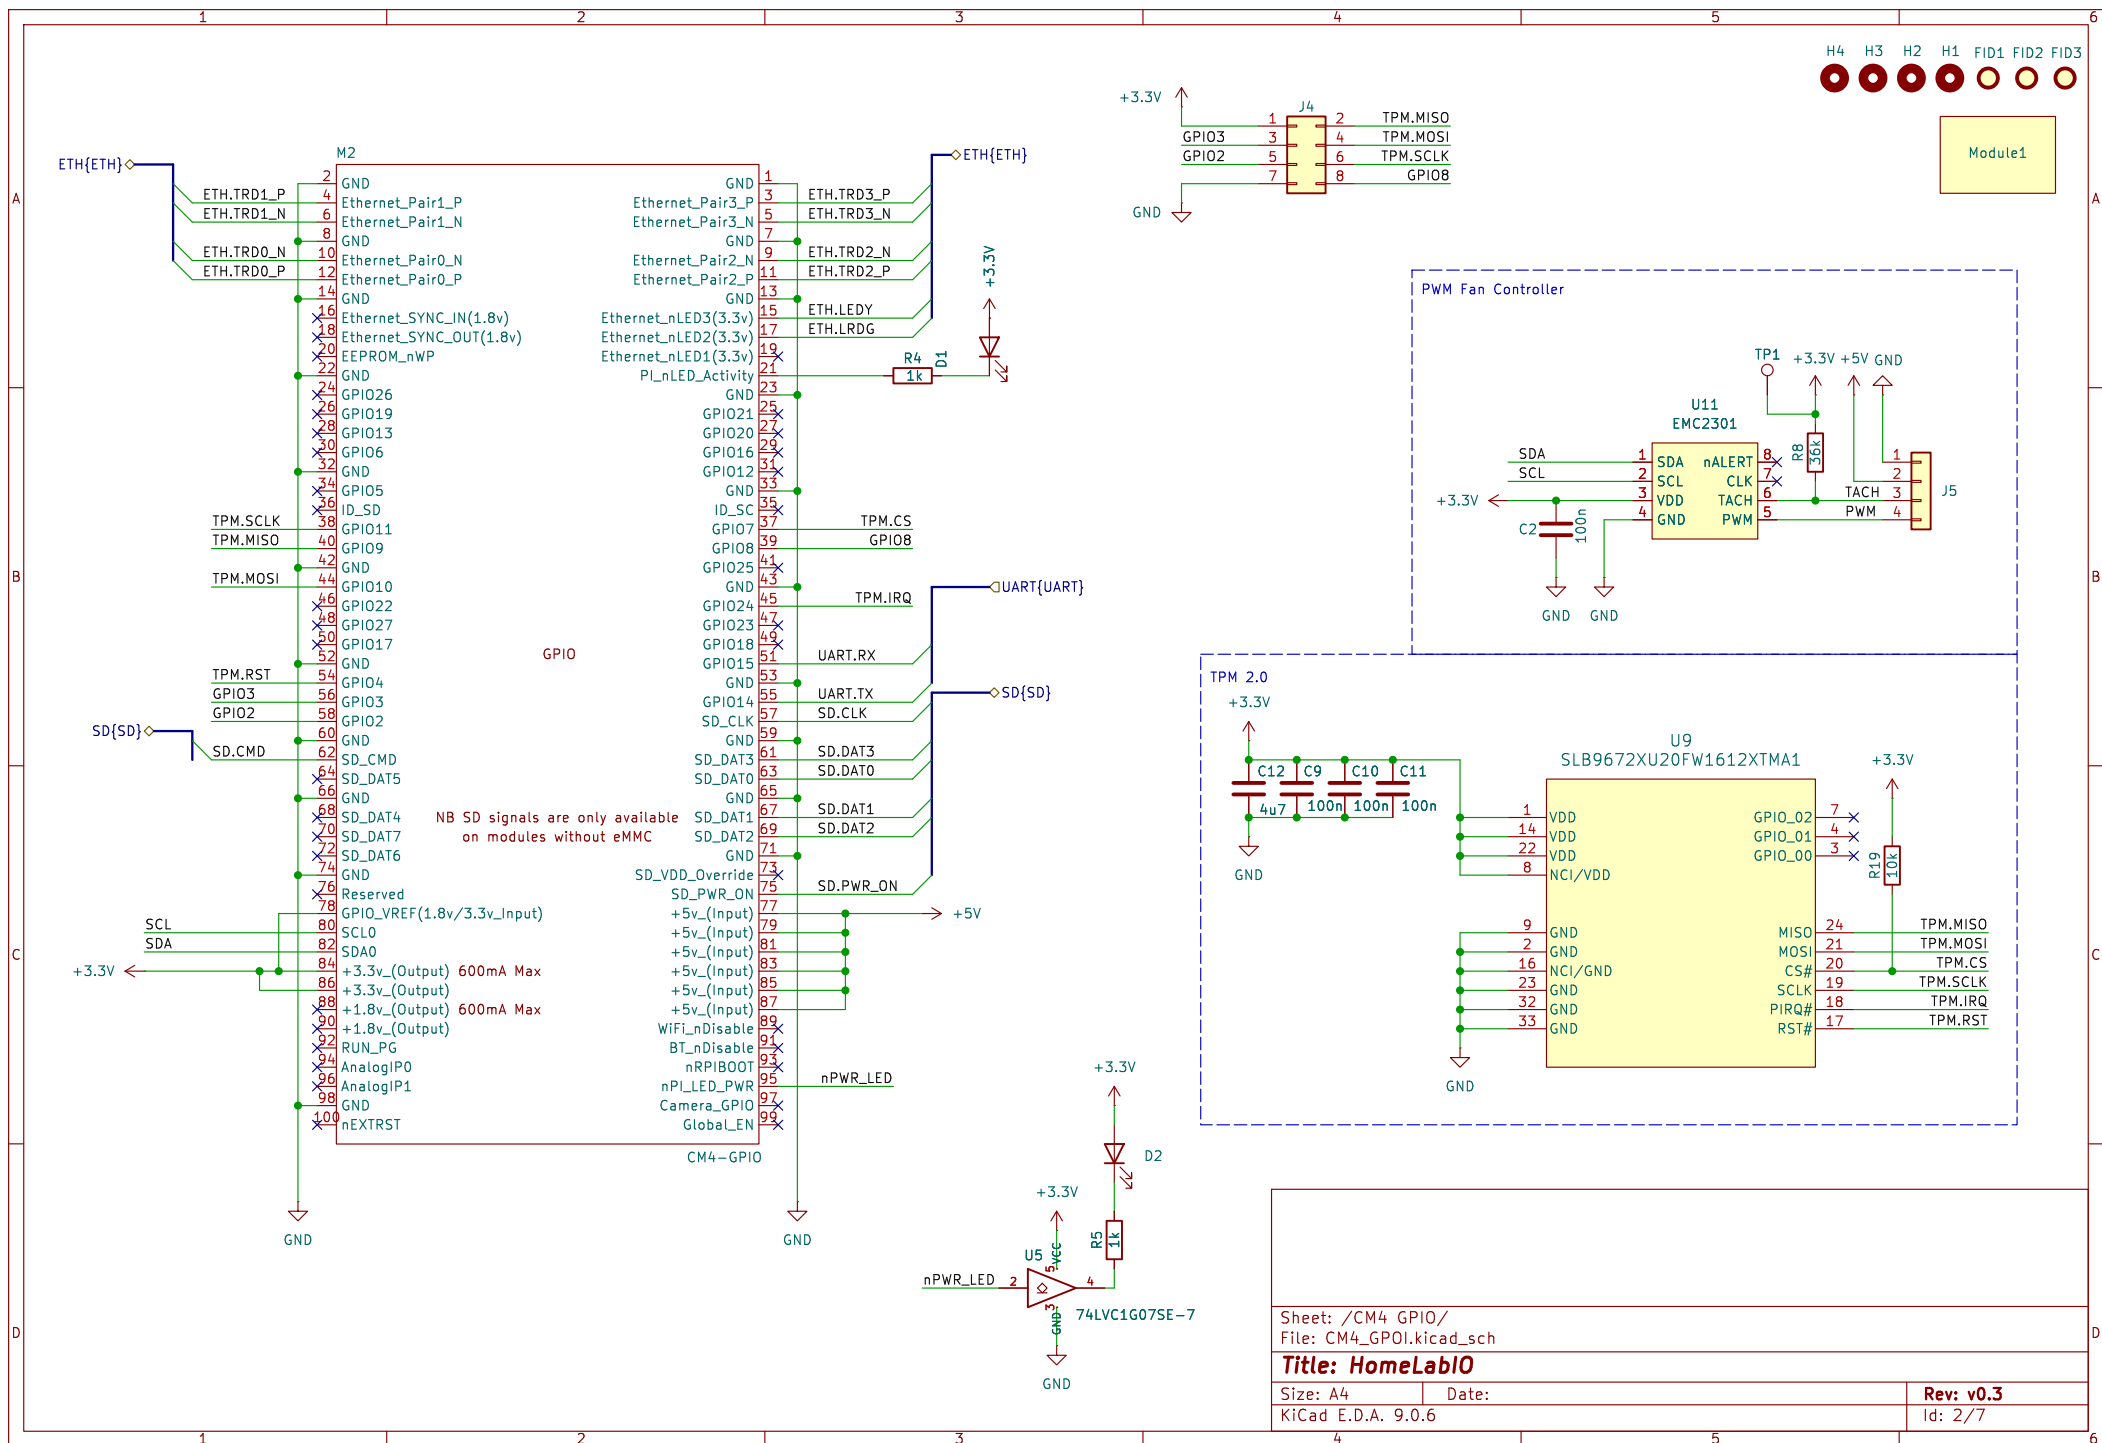 1 2 3 4 5 6
H4 H3 H2 H1 FID1 FID2 FID3
Module1
A
B
C
D
M2
ETH{ETH}
ETH.TRD1_P
ETH.TRD1_N
ETH.TRD0_N
ETH.TRD0_P
2 GND
4 Ethernet_Pair1_P
6 Ethernet_Pair1_N
8 GND
10 Ethernet_Pair0_N
12 Ethernet_Pair0_P
14 GND
16 Ethernet_SYNC_IN(1.8v)
18 Ethernet_SYNC_OUT(1.8v)
20 EEPROM_nWP
22 GND
24 GPIO26
26 GPIO19
28 GPIO13
30 GPIO6
32 GND
34 GPIO5
36 ID_SD
TPM.SCLK 38 GPIO11
TPM.MISO 40 GPIO9
42 GND
TPM.MOSI 44 GPIO10
46 GPIO22
48 GPIO27
50 GPIO17
52 GND
TPM.RST 54 GPIO4
GPIO3 56 GPIO3
GPIO2 58 GPIO2
SD{SD}
60 GND
SD.CMD 62 SD_CMD
64 SD_DAT5
66 GND
68 SD_DAT4
70 SD_DAT7
72 SD_DAT6
74 GND
76 Reserved
78 GPIO_VREF(1.8v/3.3v_Input)
SCL 80 SCL0
SDA 82 SDA0
+3.3V 84 +3.3v_(Output) 600mA Max
86 +3.3v_(Output)
88 +1.8v_(Output) 600mA Max
90 +1.8v_(Output)
92 RUN_PG
94 AnalogIP0
96 AnalogIP1
98 GND
100 nEXTRST
GND
GPIO
NB SD signals are only available
on modules without eMMC
GND 1
Ethernet_Pair3_P 3 ETH.TRD3_P
Ethernet_Pair3_N 5 ETH.TRD3_N
GND 7
Ethernet_Pair2_N 9 ETH.TRD2_N
Ethernet_Pair2_P 11 ETH.TRD2_P
GND 13
Ethernet_nLED3(3.3v) 15 ETH.LEDY
Ethernet_nLED2(3.3v) 17 ETH.LRDG
Ethernet_nLED1(3.3v) 19
PI_nLED_Activity 21
GND 23
GPIO21 25
GPIO20 27
GPIO16 29
GPIO12 31
GND 33
ID_SC 35
GPIO7 37 TPM.CS
GPIO8 39 GPIO8
GPIO25 41
GND 43
GPIO24 45 TPM.IRQ
GPIO23 47
GPIO18 49
GPIO15 51 UART.RX
GND 53
GPIO14 55 UART.TX
SD_CLK 57 SD.CLK
GND 59
SD_DAT3 61 SD.DAT3
SD_DAT0 63 SD.DAT0
GND 65
SD_DAT1 67 SD.DAT1
SD_DAT2 69 SD.DAT2
GND 71
SD_VDD_Override 73
SD_PWR_ON 75 SD.PWR_ON
+5v_(Input) 77 +5V
+5v_(Input) 79
+5v_(Input) 81
+5v_(Input) 83
+5v_(Input) 85
+5v_(Input) 87
WiFi_nDisable 89
BT_nDisable 91
nRPIBOOT 93
nPI_LED_PWR 95 nPWR_LED
Camera_GPIO 97
Global_EN 99
CM4-GPIO
GND
ETH{ETH}
UART{UART}
SD{SD}
+3.3V
D1
R4
1k
+3.3V
J4
1 2 TPM.MISO
GPIO3 3 4 TPM.MOSI
GPIO2 5 6 TPM.SCLK
7 8 GPIO8
GND
PWM Fan Controller
TP1 +3.3V +5V GND
U11
EMC2301
R8
36k
SDA 1 SDA nALERT 8
SCL 2 SCL CLK 7
+3.3V 3 VDD TACH 6 TACH
4 GND PWM 5 PWM
1
2
3
4
J5
C2
100n
GND GND
TPM 2.0
+3.3V
C12 C9 C10 C11
4u7 100n 100n 100n
GND
U9
SLB9672XU20FW1612XTMA1
+3.3V
R19
10k
1 VDD GPIO_02 7
14 VDD GPIO_01 4
22 VDD GPIO_00 3
8 NCI/VDD
9 GND MISO 24 TPM.MISO
2 GND MOSI 21 TPM.MOSI
16 NCI/GND CS# 20 TPM.CS
23 GND SCLK 19 TPM.SCLK
32 GND PIRQ# 18 TPM.IRQ
33 GND RST# 17 TPM.RST
GND
+3.3V
D2
+3.3V
R5
1k
U5
VCC
5
nPWR_LED 2 4
3
GND
74LVC1G07SE-7
GND
Sheet: /CM4 GPIO/
File: CM4_GPOI.kicad_sch
Title: HomeLabIO
Size: A4 Date: Rev: v0.3
KiCad E.D.A. 9.0.6 Id: 2/7
A
B
C
D
1 2 3 4 5 6